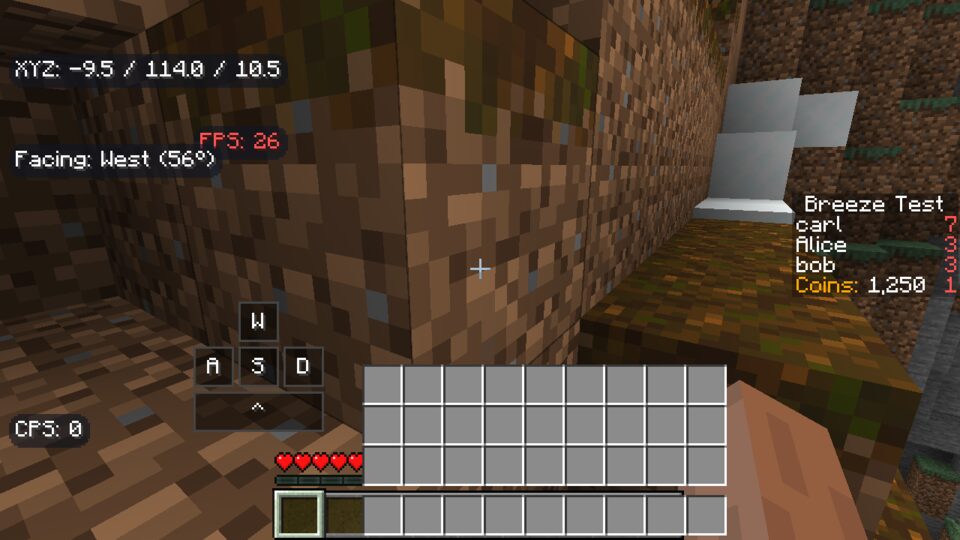 XYZ: -9.5 / 114.0 / 10.5
FPS: 26
Facing: West (56º)
Breeze Test
carl 7
Alice 3
bob 3
Coins: 1,250 1
W
A S D
^
CPS: 0